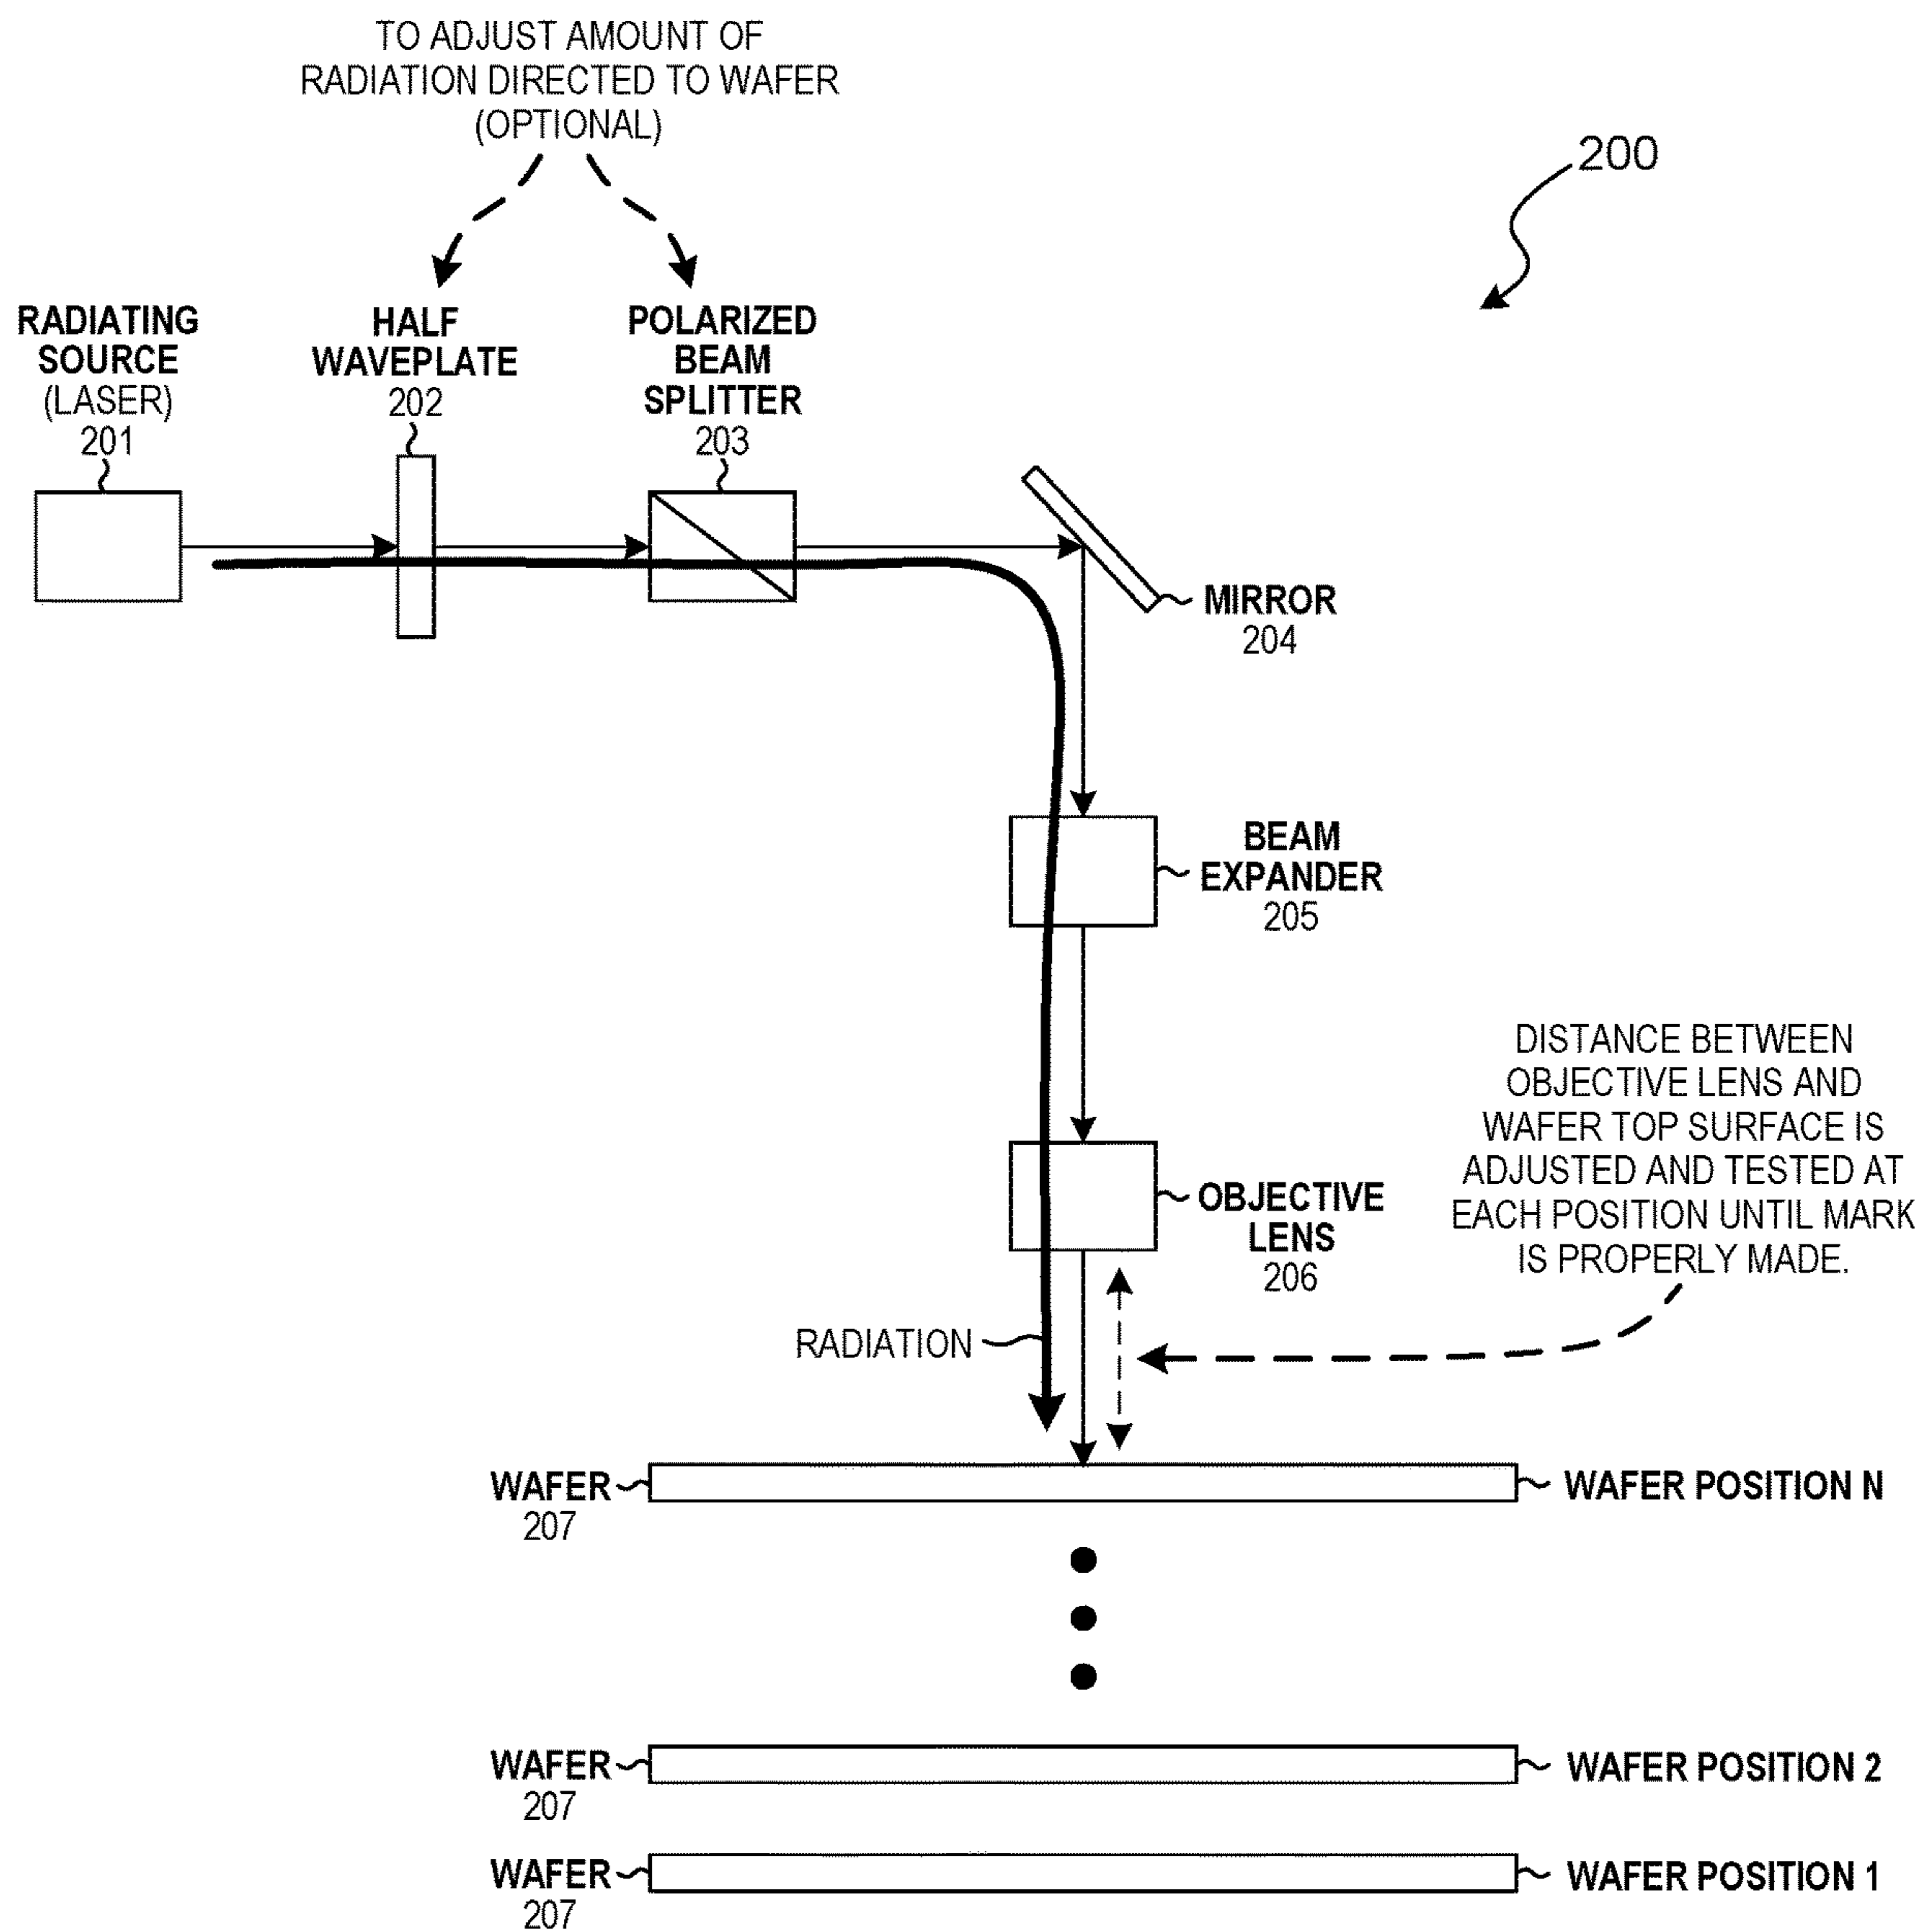 TO ADJUST AMOUNT OF
RADIATION DIRECTED TO WAFER
(OPTIONAL)
200
RADIATING
SOURCE
(LASER)
201
HALF
WAVEPLATE
202
POLARIZED
BEAM
SPLITTER
203
MIRROR
204
BEAM
EXPANDER
205
DISTANCE BETWEEN
OBJECTIVE LENS AND
WAFER TOP SURFACE IS
ADJUSTED AND TESTED AT
EACH POSITION UNTIL MARK
IS PROPERLY MADE.
OBJECTIVE
LENS
206
RADIATION
WAFER
207
WAFER POSITION N
WAFER
207
WAFER POSITION 2
WAFER
207
WAFER POSITION 1